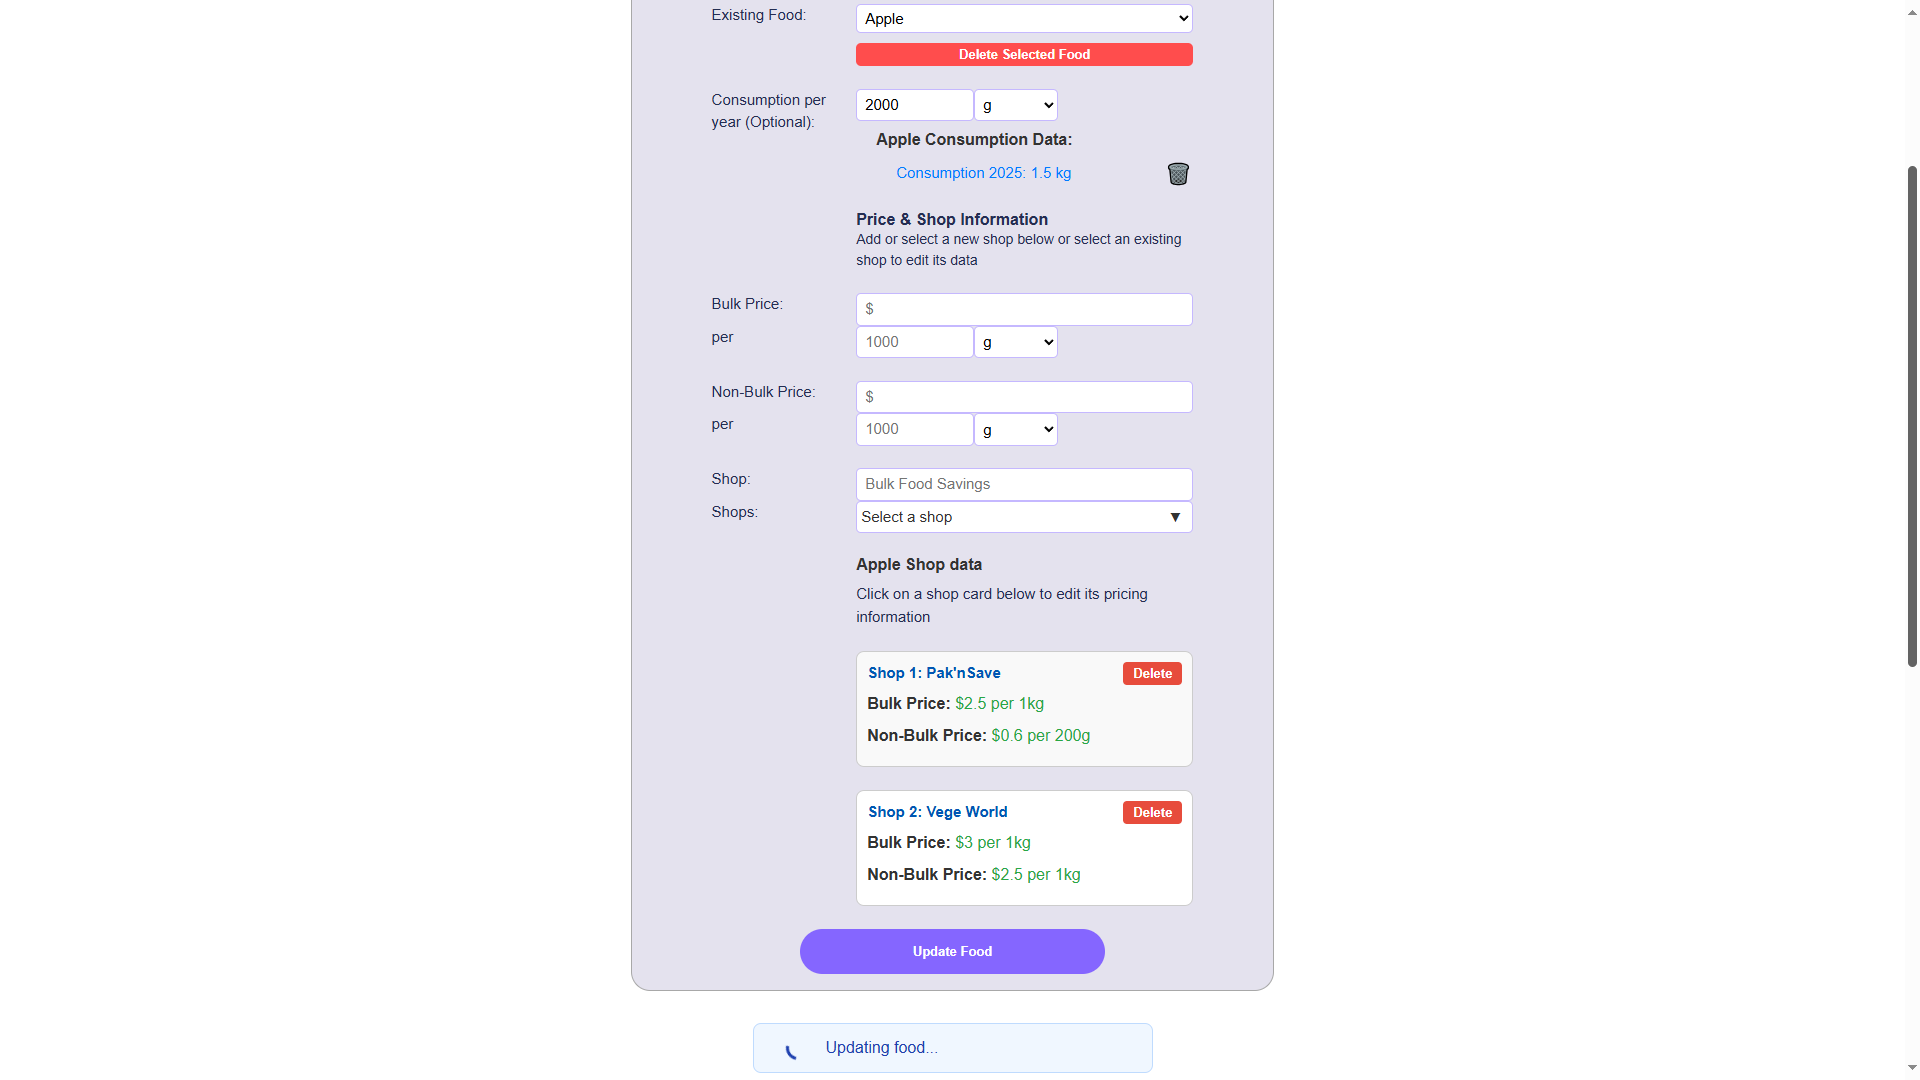 Existing Food:
Apple
Delete Selected Food
Consumption per
year (Optional):
2000
g
Apple Consumption Data:
Consumption 2025: 1.5 kg
Price & Shop Information
Add or select a new shop below or select an existing
shop to edit its data
Bulk Price:
$
per
1000
g
Non-Bulk Price:
$
per
1000
g
Shop:
Bulk Food Savings
Shops:
Select a shop
Apple Shop data
Click on a shop card below to edit its pricing
information
Shop 1: Pak'nSave
Delete
Bulk Price: $2.5 per 1kg
Non-Bulk Price: $0.6 per 200g
Shop 2: Vege World
Delete
Bulk Price: $3 per 1kg
Non-Bulk Price: $2.5 per 1kg
Update Food
Updating food...